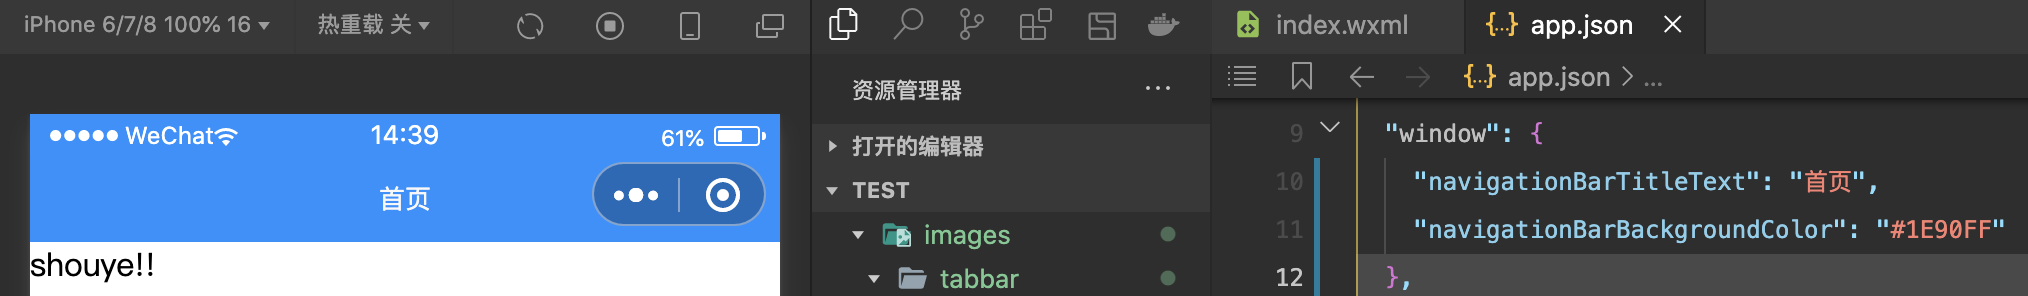 iPhone 6/7/8 100% 16
热重载 关
WeChat
14:39
61%
首页
shouye!!
资源管理器
打开的编辑器
TEST
images
tabbar
index.wxml
{..} app.json
{..} app.json > ...
9 "window": {
10 "navigationBarTitleText": "首页",
11 "navigationBarBackgroundColor": "#1E90FF"
12 },